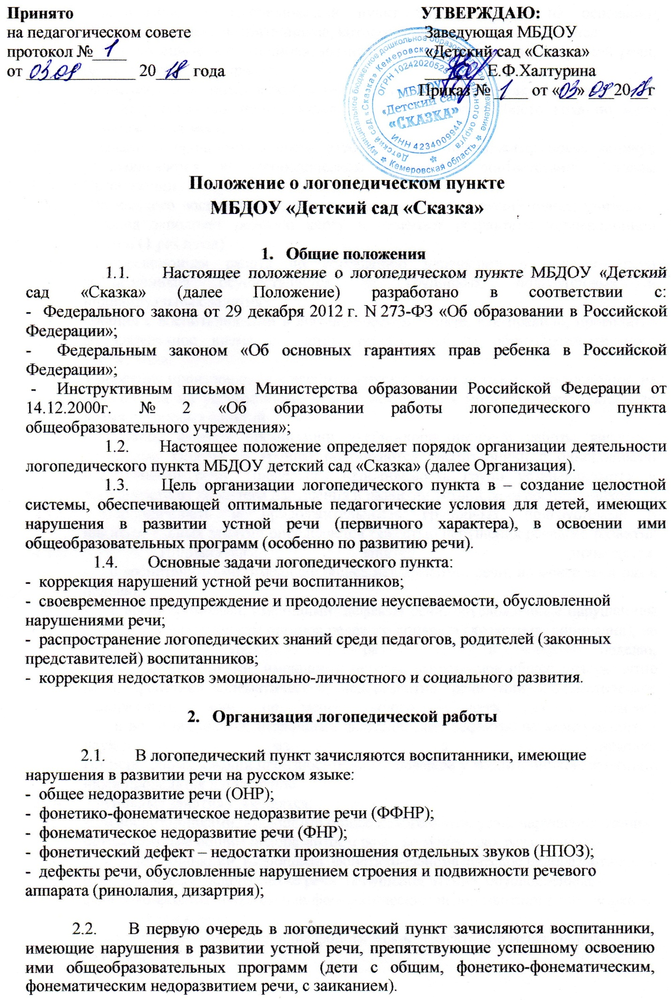 Принято
на педагогическом совете
протокол № 1
от 03 09 20 18 года
УТВЕРЖДАЮ:
Заведующая МБДОУ
«Детский сад «Сказка»
Е.Ф.Халтурина
Приказ № 1 от «03» 09 2018 г
муниципальное бюджетное дошкольное образовательное учреждение
Детский сад «Сказка» Кемеровского муниципального округа
Кемеровская область
ОГРН 10242020525
МБДОУ
«Детский сад
«СКАЗКА»
ИНН 4234009944
Положение о логопедическом пункте
МБДОУ «Детский сад «Сказка»
1. Общие положения
1.1. Настоящее положение о логопедическом пункте МБДОУ «Детский
сад «Сказка» (далее Положение) разработано в соответствии с:
- Федерального закона от 29 декабря 2012 г. N 273-ФЗ «Об образовании в Российской
Федерации»;
- Федеральным законом «Об основных гарантиях прав ребенка в Российской
Федерации»;
- Инструктивным письмом Министерства образовании Российской Федерации от
14.12.2000г. № 2 «Об образовании работы логопедического пункта
общеобразовательного учреждения»;
1.2. Настоящее положение определяет порядок организации деятельности
логопедического пункта МБДОУ детский сад «Сказка» (далее Организация).
1.3. Цель организации логопедического пункта в – создание целостной
системы, обеспечивающей оптимальные педагогические условия для детей, имеющих
нарушения в развитии устной речи (первичного характера), в освоении ими
общеобразовательных программ (особенно по развитию речи).
1.4. Основные задачи логопедического пункта:
- коррекция нарушений устной речи воспитанников;
- своевременное предупреждение и преодоление неуспеваемости, обусловленной
нарушениями речи;
- распространение логопедических знаний среди педагогов, родителей (законных
представителей) воспитанников;
- коррекция недостатков эмоционально-личностного и социального развития.
2. Организация логопедической работы
2.1. В логопедический пункт зачисляются воспитанники, имеющие
нарушения в развитии речи на русском языке:
- общее недоразвитие речи (ОНР);
- фонетико-фонематическое недоразвитие речи (ФФНР);
- фонематическое недоразвитие речи (ФНР);
- фонетический дефект – недостатки произношения отдельных звуков (НПОЗ);
- дефекты речи, обусловленные нарушением строения и подвижности речевого
аппарата (ринолалия, дизартрия);
2.2. В первую очередь в логопедический пункт зачисляются воспитанники,
имеющие нарушения в развитии устной речи, препятствующие успешному освоению
ими общеобразовательных программ (дети с общим, фонетико-фонематическим,
фонематическим недоразвитием речи, с заиканием).